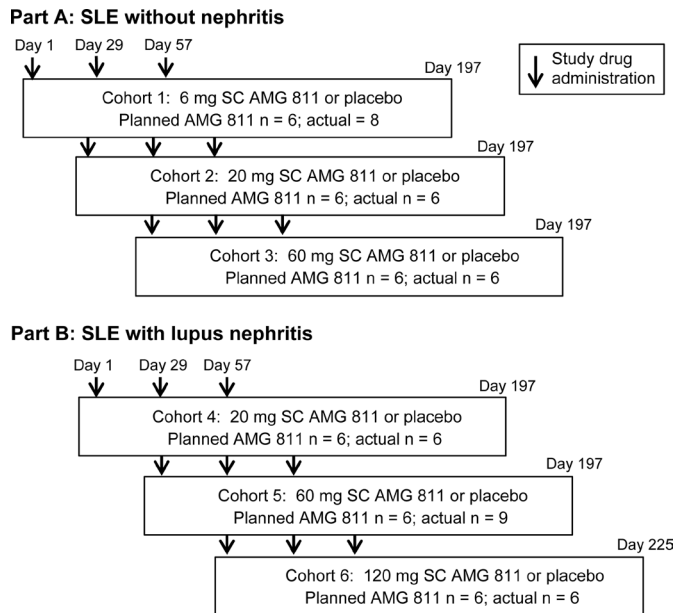 Part A: SLE without nephritis
Day 1 Day 29 Day 57
Day 197
Study drug
administration
Cohort 1: 6 mg SC AMG 811 or placebo
Planned AMG 811 n = 6; actual = 8
Day 197
Cohort 2: 20 mg SC AMG 811 or placebo
Planned AMG 811 n = 6; actual n = 6
Day 197
Cohort 3: 60 mg SC AMG 811 or placebo
Planned AMG 811 n = 6; actual n = 6
Part B: SLE with lupus nephritis
Day 1 Day 29 Day 57
Day 197
Cohort 4: 20 mg SC AMG 811 or placebo
Planned AMG 811 n = 6; actual n = 6
Day 197
Cohort 5: 60 mg SC AMG 811 or placebo
Planned AMG 811 n = 6; actual n = 9
Day 225
Cohort 6: 120 mg SC AMG 811 or placebo
Planned AMG 811 n = 6; actual n = 6